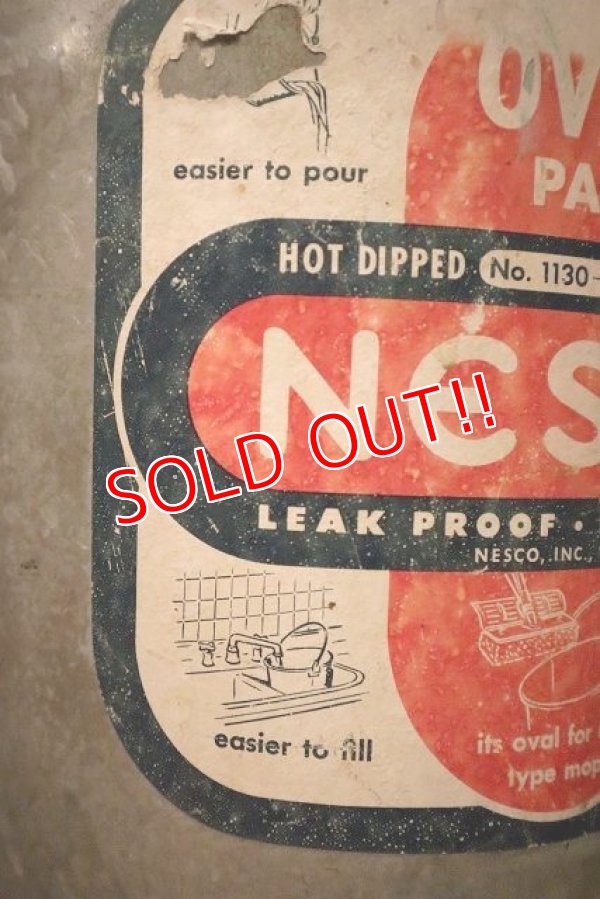 OV
PA
easier to pour
HOT DIPPED No. 1130-
NES
SOLD OUT!!
LEAK PROOF •
NESCO, INC.,
easier to fill
its oval for
type mop